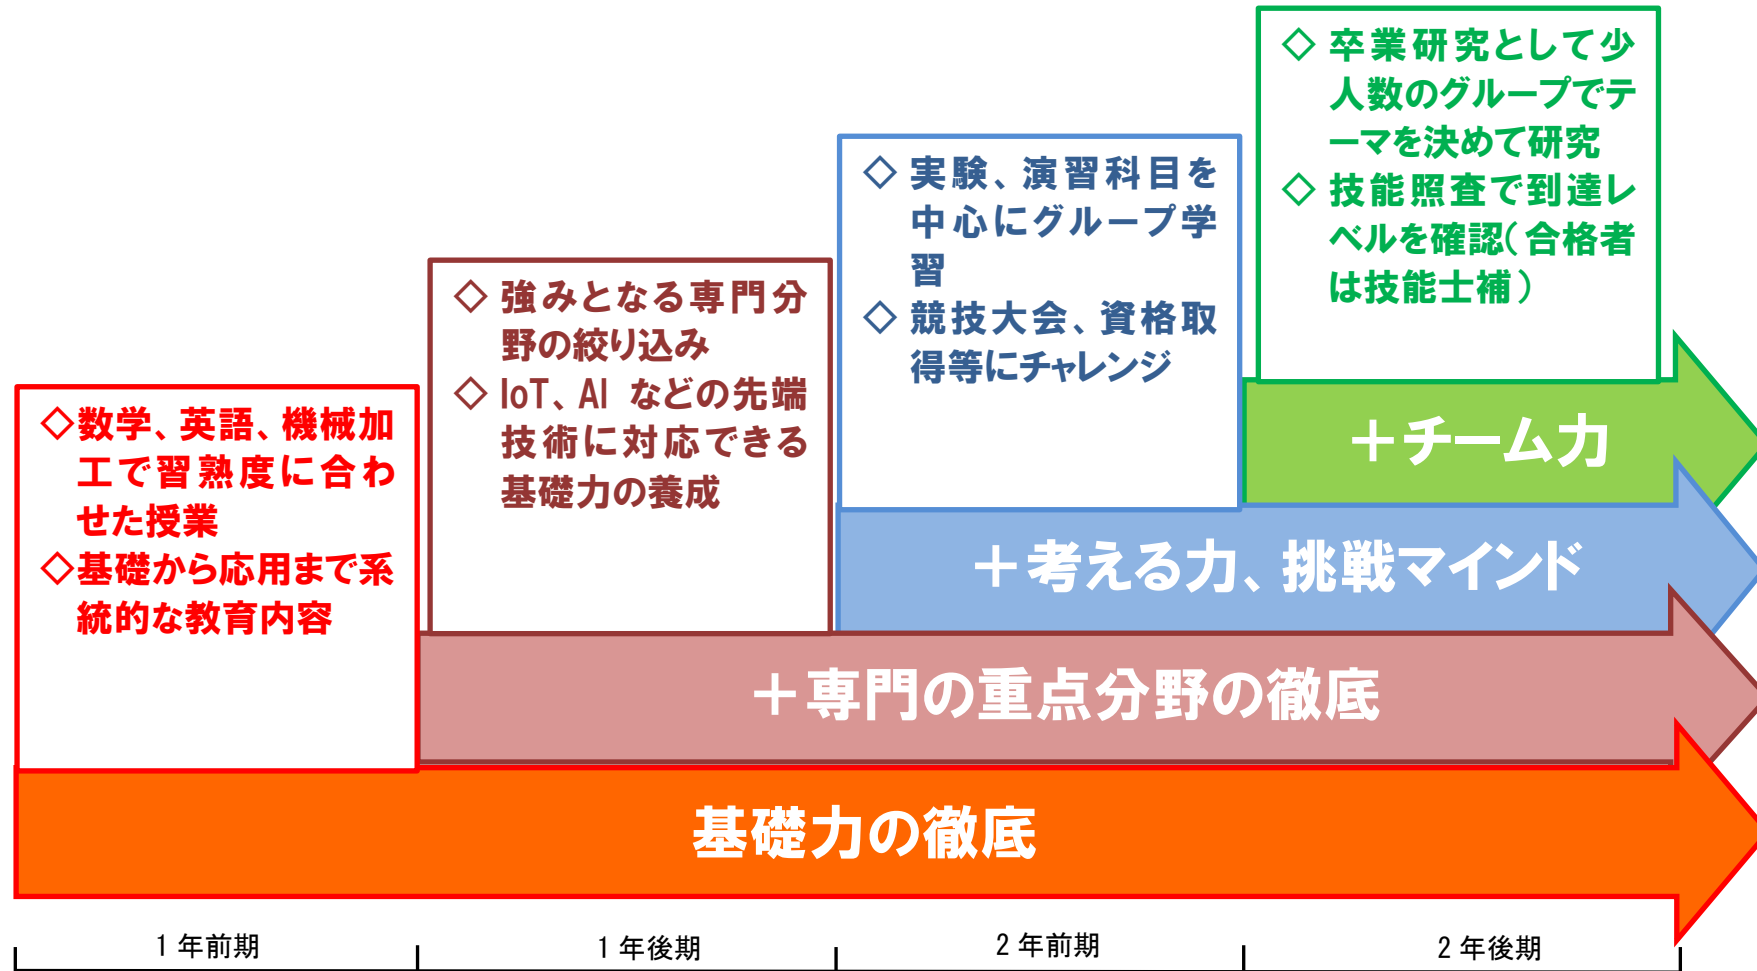 ◇数学、英語、機械加
工で習熟度に合わ
せた授業
◇基礎から応用まで系
統的な教育内容
◇ 強みとなる専門分
野の絞り込み
◇ IoT、AI などの先端
技術に対応できる
基礎力の養成
◇ 実験、演習科目を
中心にグループ学
習
◇ 競技大会、資格取
得等にチャレンジ
◇ 卒業研究として少
人数のグループでテ
ーマを決めて研究
◇ 技能照査で到達レ
ベルを確認(合格者
は技能士補)
＋チーム力
＋考える力、挑戦マインド
＋専門の重点分野の徹底
基礎力の徹底
1 年前期
1 年後期
2 年前期
2 年後期